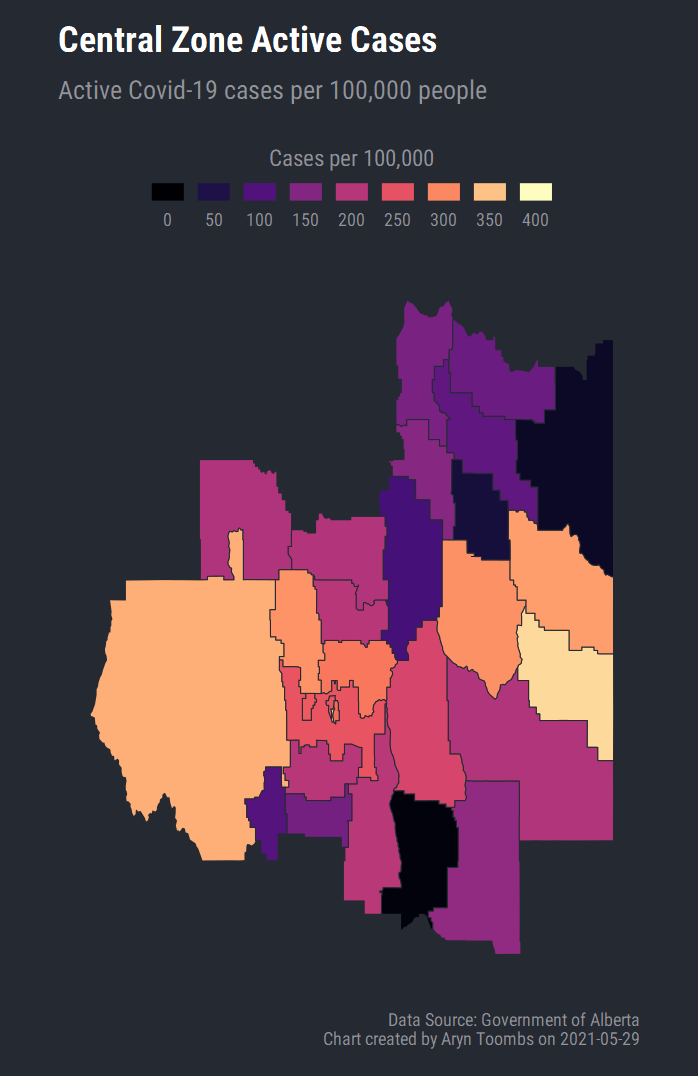 Central Zone Active Cases
Active Covid-19 cases per 100,000 people
Cases per 100,000
0 50 100 150 200 250 300 350 400
Data Source: Government of Alberta
Chart created by Aryn Toombs on 2021-05-29